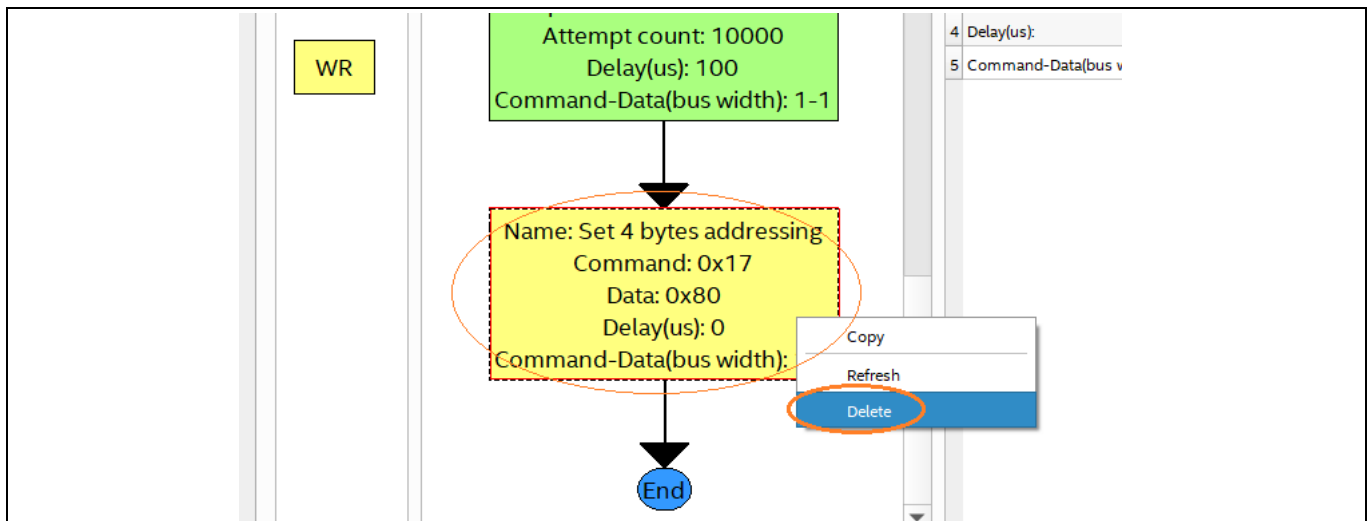 WR
Attempt count: 10000
Delay(us): 100
Command-Data(bus width): 1-1
Name: Set 4 bytes addressing
Command: 0x17
Data: 0x80
Delay(us): 0
Command-Data(bus width):
Copy
Refresh
Delete
End
4 Delay(us):
5 Command-Data(bus